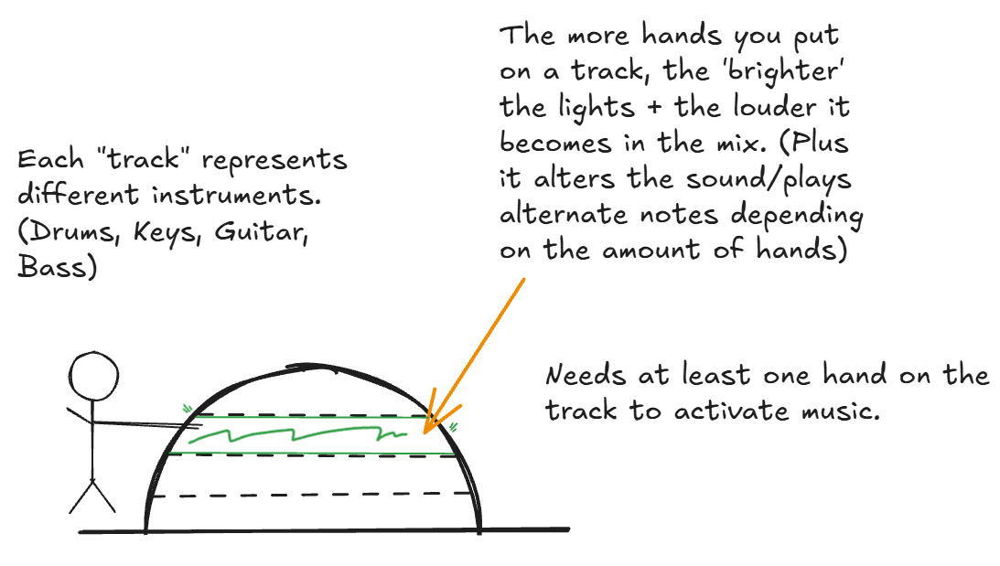 Each "track" represents
different instruments.
(Drums, Keys, Guitar,
Bass)
The more hands you put
on a track, the 'brighter'
the lights + the louder it
becomes in the mix. (Plus
it alters the sound/plays
alternate notes depending
on the amount of hands)
Needs at least one hand on the
track to activate music.